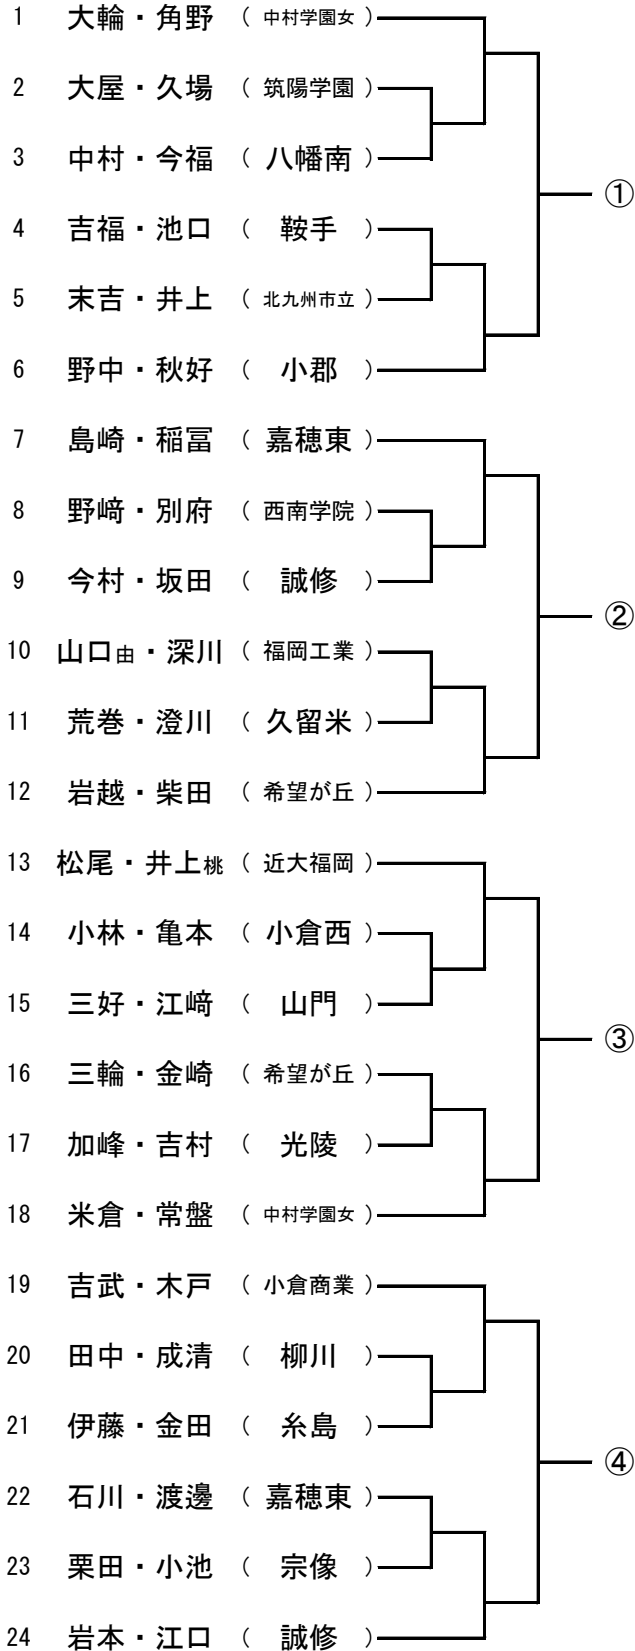 1 大輪・角野 （ 中村学園女 ）
2 大屋・久場 （ 筑陽学園 ）
3 中村・今福 （ 八幡南 ）
①
4 吉福・池口 （ 鞍手 ）
5 末吉・井上 （ 北九州市立 ）
6 野中・秋好 （ 小郡 ）
7 島崎・稲冨 （ 嘉穂東 ）
8 野﨑・別府 （ 西南学院 ）
9 今村・坂田 （ 誠修 ）
②
10 山口由・深川 （ 福岡工業 ）
11 荒巻・澄川 （ 久留米 ）
12 岩越・柴田 （ 希望が丘 ）
13 松尾・井上桃 （ 近大福岡 ）
14 小林・亀本 （ 小倉西 ）
15 三好・江﨑 （ 山門 ）
③
16 三輪・金崎 （ 希望が丘 ）
17 加峰・吉村 （ 光陵 ）
18 米倉・常盤 （ 中村学園女 ）
19 吉武・木戸 （ 小倉商業 ）
20 田中・成清 （ 柳川 ）
21 伊藤・金田 （ 糸島 ）
④
22 石川・渡邊 （ 嘉穂東 ）
23 栗田・小池 （ 宗像 ）
24 岩本・江口 （ 誠修 ）